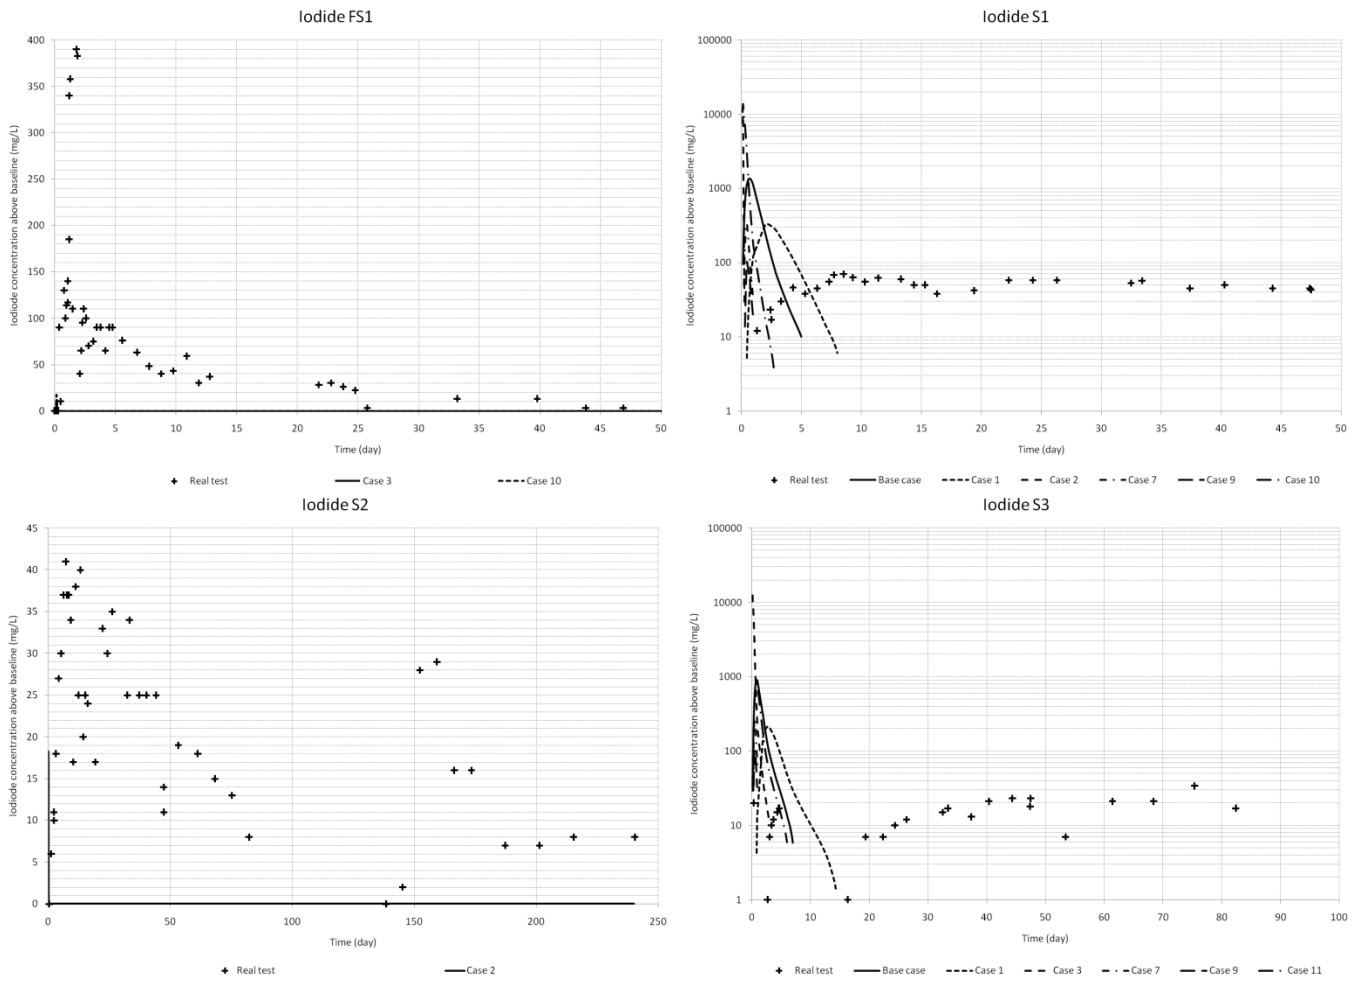 Iodide FS1
Iodiode concentration above baseline (mg/L)
400
350
300
250
200
150
100
50
0
0 5 10 15 20 25 30 35 40 45 50
Time (day)
Real test Case 3 Case 10
Iodide S1
Iodiode concentration above baseline (mg/L)
100000
10000
1000
100
10
1
0 5 10 15 20 25 30 35 40 45 50
Time (day)
Real test Base case Case 1 Case 2 Case 7 Case 9 Case 10
Iodide S2
Iodiode concentration above baseline (mg/L)
45
40
35
30
25
20
15
10
5
0
0 50 100 150 200 250
Time (day)
Real test Case 2
Iodide S3
Iodiode concentration above baseline (mg/L)
100000
10000
1000
100
10
1
0 10 20 30 40 50 60 70 80 90 100
Time (day)
Real test Base case Case 1 Case 3 Case 7 Case 9 Case 11